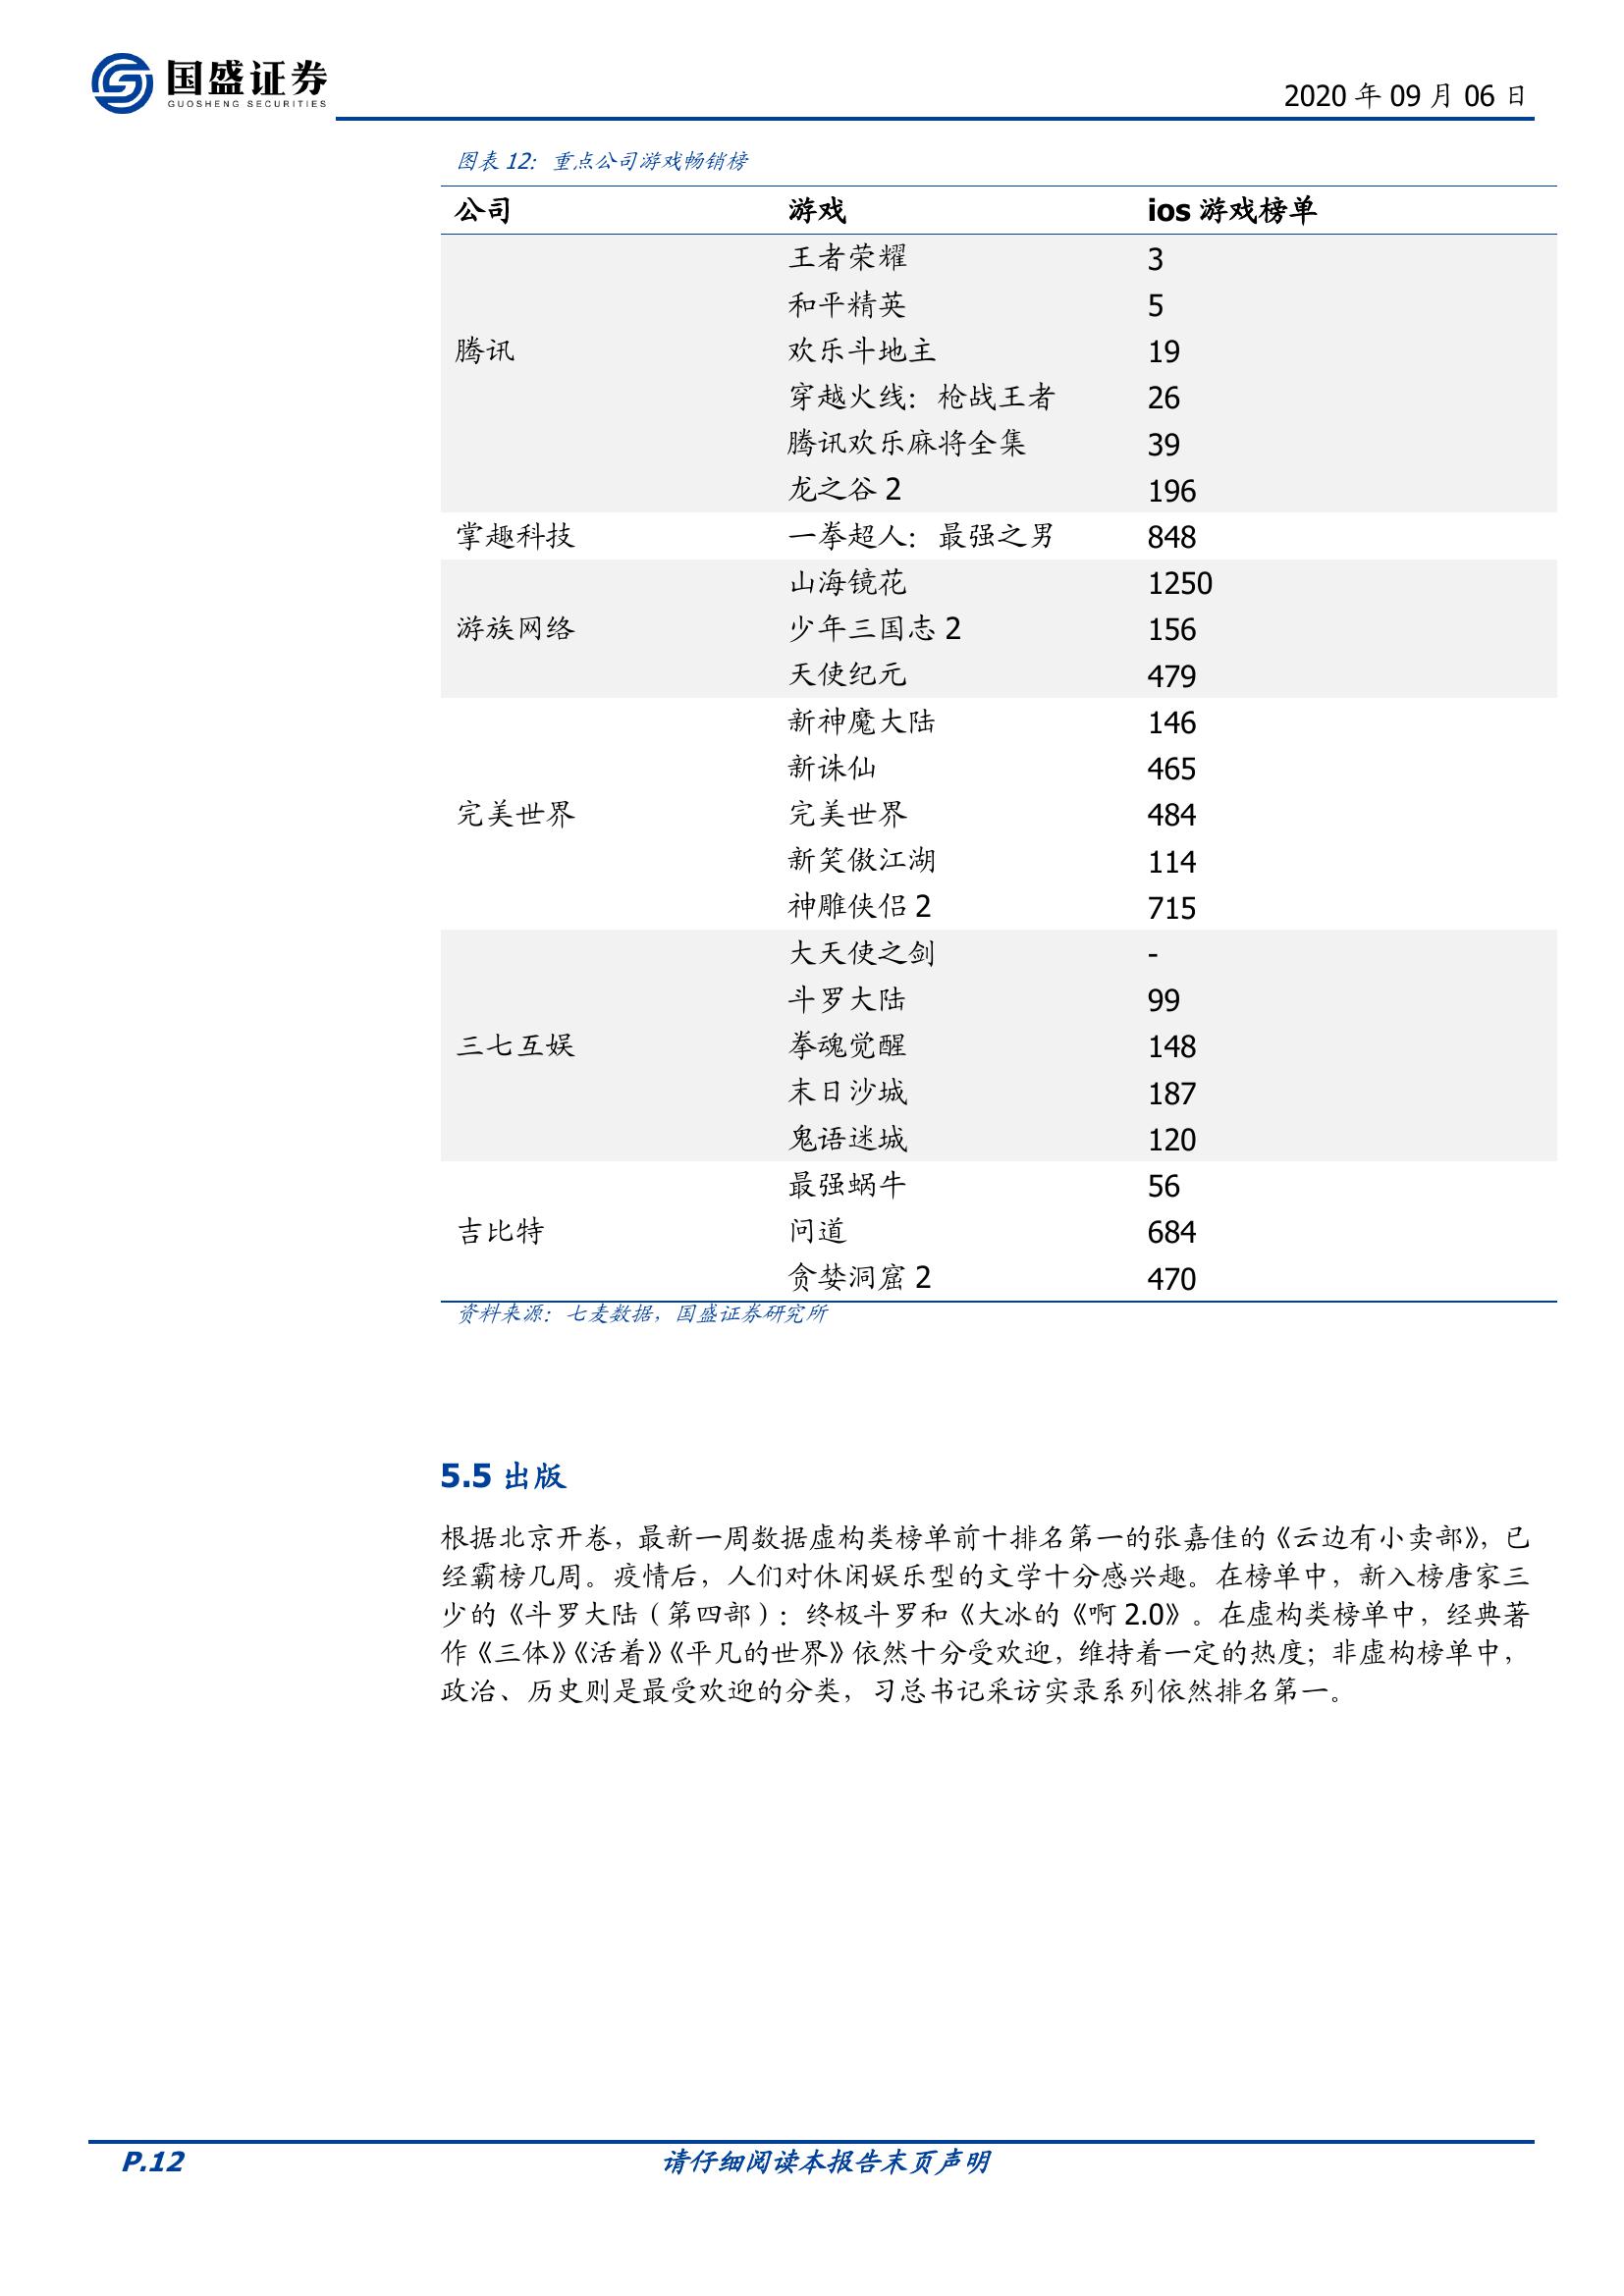 国盛证券
GUOSHENG SECURITIES
2020 年 09 月 06 日
图表 12：重点公司游戏畅销榜
公司 游戏 ios 游戏榜单
王者荣耀 3
和平精英 5
腾讯 欢乐斗地主 19
穿越火线：枪战王者 26
腾讯欢乐麻将全集 39
龙之谷 2 196
掌趣科技 一拳超人：最强之男 848
山海镜花 1250
游族网络 少年三国志 2 156
天使纪元 479
新神魔大陆 146
新诛仙 465
完美世界 完美世界 484
新笑傲江湖 114
神雕侠侣 2 715
大天使之剑 -
斗罗大陆 99
三七互娱 拳魂觉醒 148
末日沙城 187
鬼语迷城 120
最强蜗牛 56
吉比特 问道 684
贪婪洞窟 2 470
资料来源：七麦数据，国盛证券研究所
5.5 出版
根据北京开卷，最新一周数据虚构类榜单前十排名第一的张嘉佳的《云边有小卖部》，已
经霸榜几周。疫情后，人们对休闲娱乐型的文学十分感兴趣。在榜单中，新入榜唐家三
少的《斗罗大陆（第四部）：终极斗罗和《大冰的《啊 2.0》。在虚构类榜单中，经典著
作《三体》《活着》《平凡的世界》依然十分受欢迎，维持着一定的热度；非虚构榜单中，
政治、历史则是最受欢迎的分类，习总书记采访实录系列依然排名第一。
P.12 请仔细阅读本报告末页声明